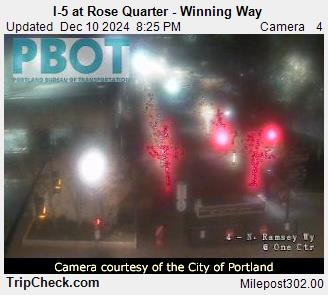 I-5 at Rose Quarter - Winning Way
Updated Dec 10 2024 8:25 PM Camera 4
PBOT
PORTLAND BUREAU OF TRANSPORTATION
4 - N. Ramsey Wy
@ One Ctr
Camera courtesy of the City of Portland
TripCheck.com Milepost302.00